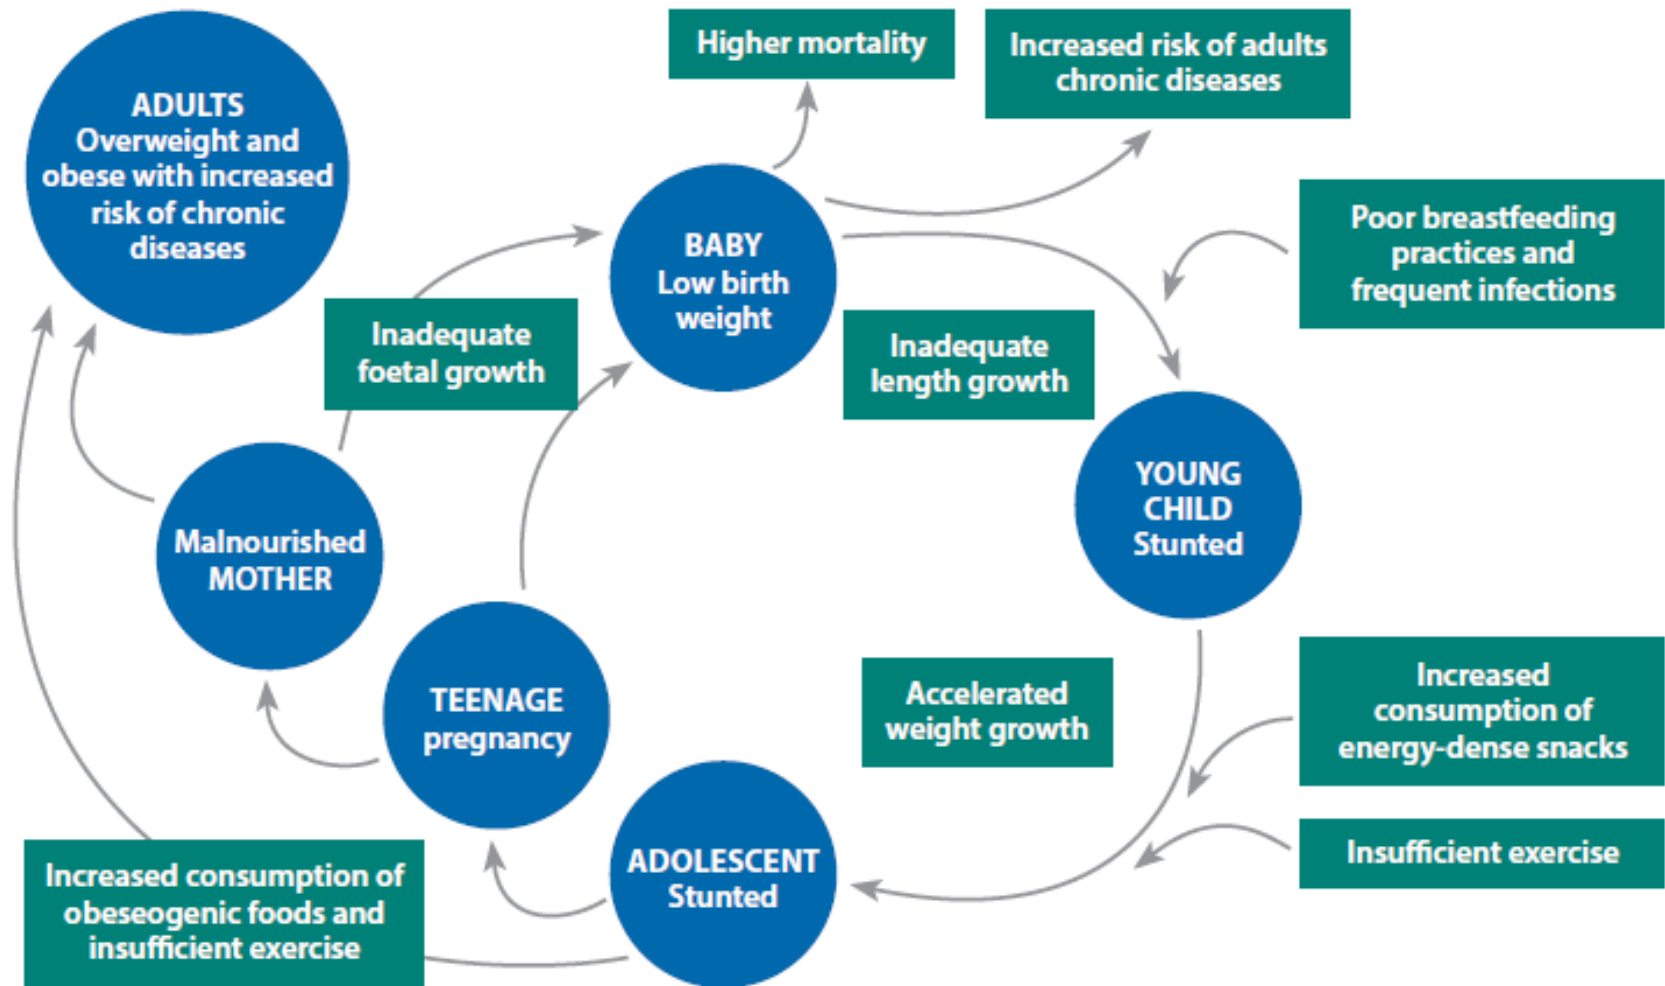 ADULTS
Overweight and
obese with increased
risk of chronic
diseases
Higher mortality
Increased risk of adults
chronic diseases
Poor breastfeeding
practices and
frequent infections
BABY
Low birth
weight
Inadequate
foetal growth
Inadequate
length growth
YOUNG
CHILD
Stunted
Malnourished
MOTHER
TEENAGE
pregnancy
Accelerated
weight growth
Increased
consumption of
energy-dense snacks
Insufficient exercise
ADOLESCENT
Stunted
Increased consumption of
obeseogenic foods and
insufficient exercise